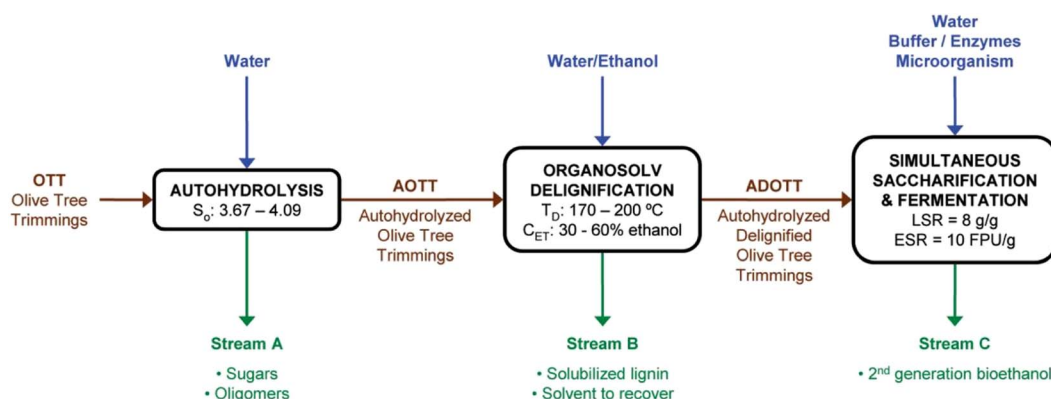 Water
Water/Ethanol
Water
Buffer / Enzymes
Microorganism
OTT
Olive Tree
Trimmings
AUTOHYDROLYSIS
S₀: 3.67 – 4.09
AOTT
Autohydrolyzed
Olive Tree
Trimmings
ORGANOSOLV
DELIGNIFICATION
T_D: 170 – 200 ºC
C_ET: 30 - 60% ethanol
ADOTT
Autohydrolyzed
Delignified
Olive Tree
Trimmings
SIMULTANEOUS
SACCHARIFICATION
& FERMENTATION
LSR = 8 g/g
ESR = 10 FPU/g
Stream A
• Sugars
• Oligomers
Stream B
• Solubilized lignin
• Solvent to recover
Stream C
• 2nd generation bioethanol